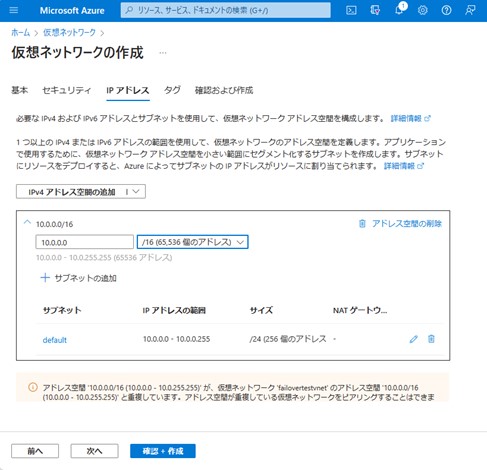 Microsoft Azure
リソース、サービス、ドキュメントの検索 (G+/)
1
ホーム > 仮想ネットワーク >
仮想ネットワークの作成 …
基本 セキュリティ IP アドレス タグ 確認および作成
必要な IPv4 および IPv6 アドレスとサブネットを使用して、仮想ネットワーク アドレス空間を構成します。 詳細情報
1 つ以上の IPv4 または IPv6 アドレスの範囲を使用して、仮想ネットワークのアドレス空間を定義します。アプリケーション
で使用するために、仮想ネットワーク アドレス空間を小さい範囲にセグメント化するサブネットを作成します。サブネット
にリソースをデプロイすると、Azure によってサブネットの IP アドレスがリソースに割り当てられます。 詳細情報
IPv4 アドレス空間の追加
10.0.0.0/16 アドレス空間の削除
10.0.0.0 /16 (65,536 個のアドレス)
10.0.0.0 - 10.0.255.255 (65536 アドレス)
+ サブネットの追加
サブネット IP アドレスの範囲 サイズ NAT ゲートウ...
default 10.0.0.0 - 10.0.0.255 /24 (256 個のアドレス -
アドレス空間 '10.0.0.0/16 (10.0.0.0 - 10.0.255.255)' が、仮想ネットワーク 'failovertestvnet' のアドレス空間 '10.0.0.0/16
(10.0.0.0 - 10.0.255.255)' と重複しています。アドレス空間が重複している仮想ネットワークをピアリングすることはできま
前へ 次へ 確認 + 作成